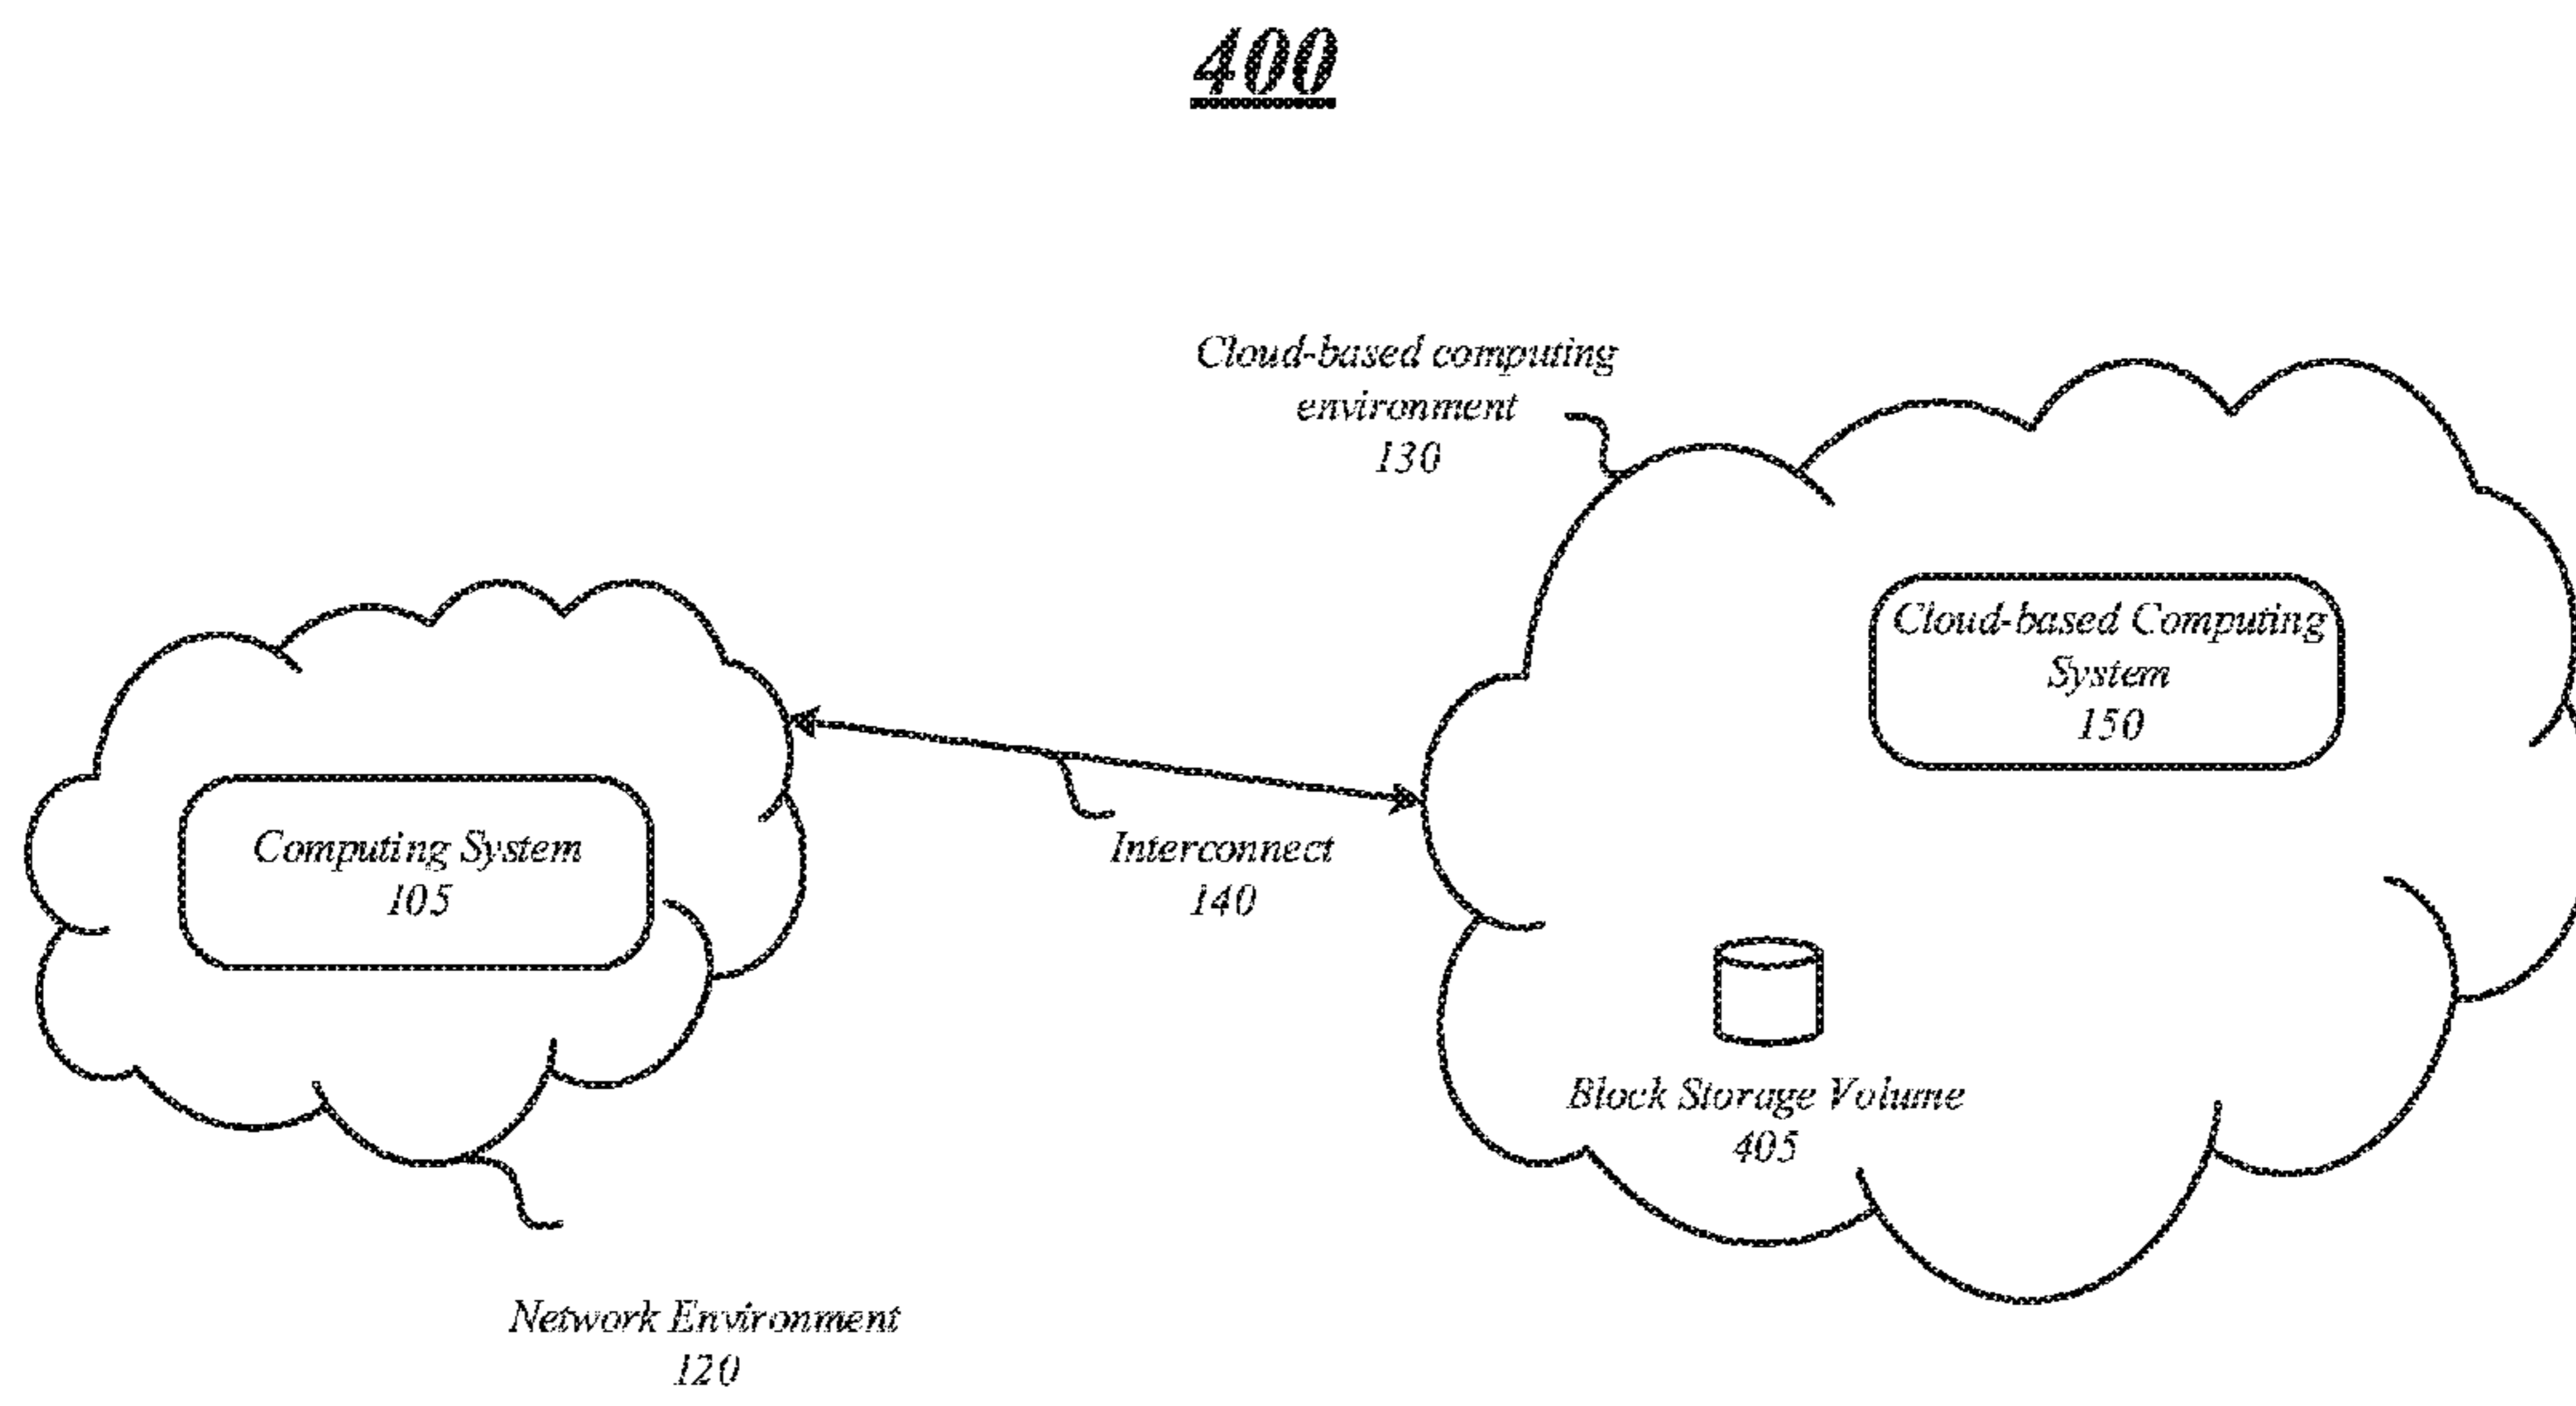 400
Cloud-based computing
environment
130
Cloud-based Computing
System
150
Computing System
105
Interconnect
140
Block Storage Volume
405
Network Environment
120